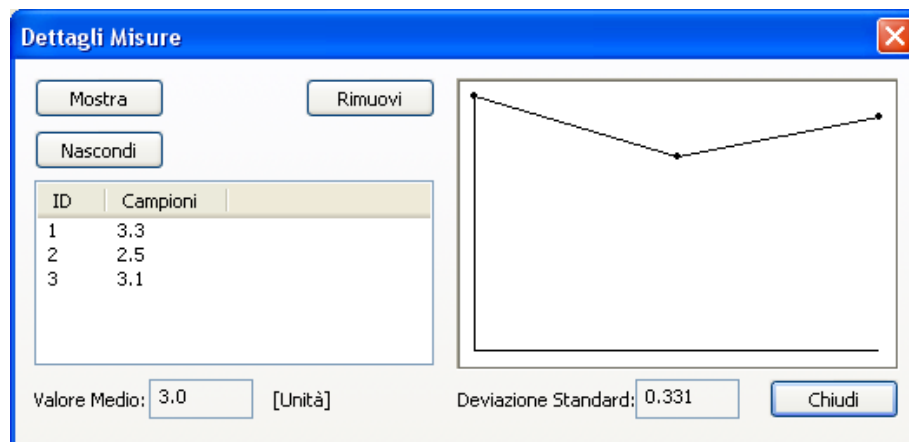 Dettagli Misure
Mostra
Rimuovi
Nascondi
ID Campioni
1 3.3
2 2.5
3 3.1
Valore Medio: 3.0 [Unità] Deviazione Standard: 0.331 Chiudi